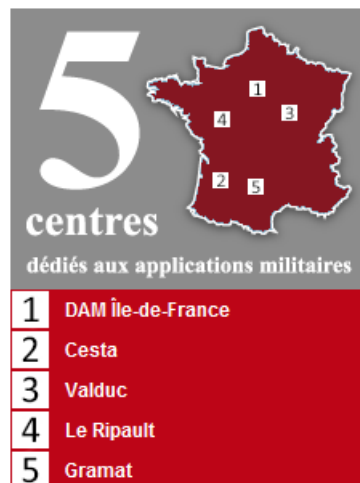 5
centres
dédiés aux applications militaires
1
4
3
2
5
1 DAM Île-de-France
2 Cesta
3 Valduc
4 Le Ripault
5 Gramat